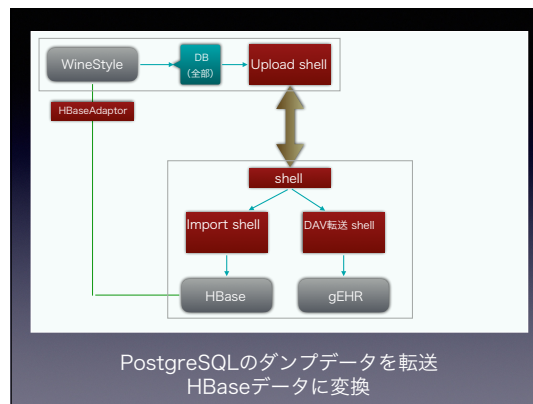 WineStyle
DB
(全部)
Upload shell
HBaseAdaptor
shell
Import shell
DAV転送 shell
HBase
gEHR
PostgreSQLのダンプデータを転送
HBaseデータに変換